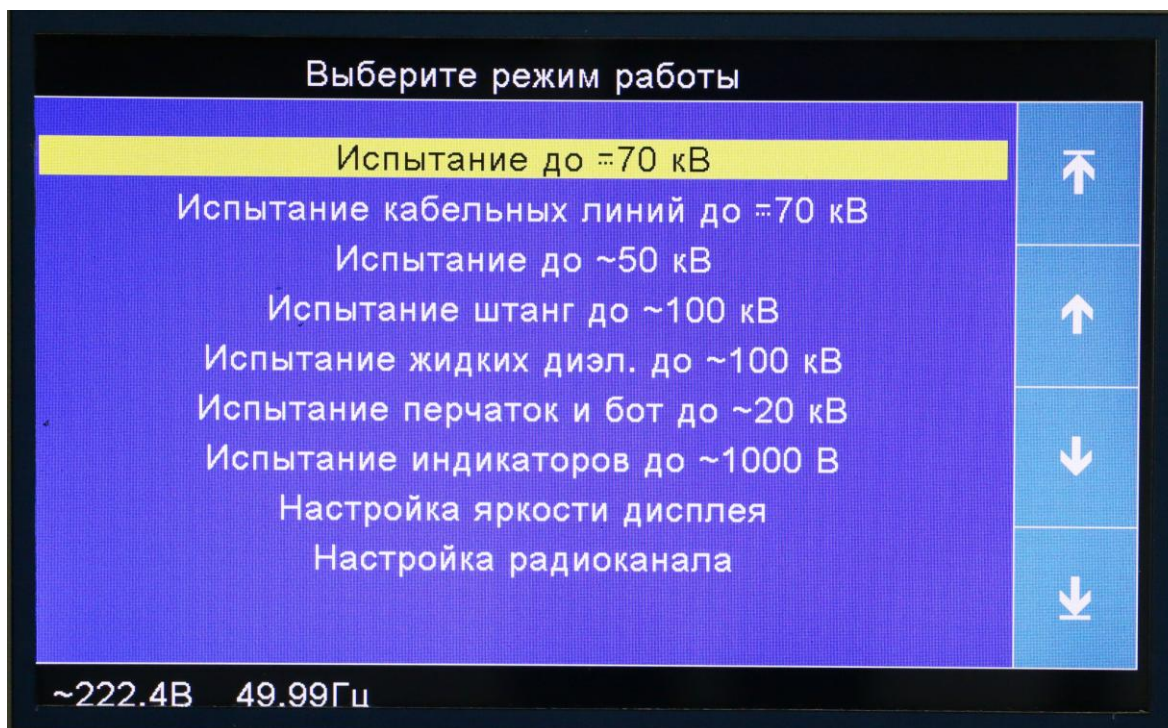 Выберите режим работы
Испытание до ⎓70 кВ
Испытание кабельных линий до ⎓70 кВ
Испытание до ~50 кВ
Испытание штанг до ~100 кВ
Испытание жидких диэл. до ~100 кВ
Испытание перчаток и бот до ~20 кВ
Испытание индикаторов до ~1000 В
Настройка яркости дисплея
Настройка радиоканала
~222.4В 49.99Гц